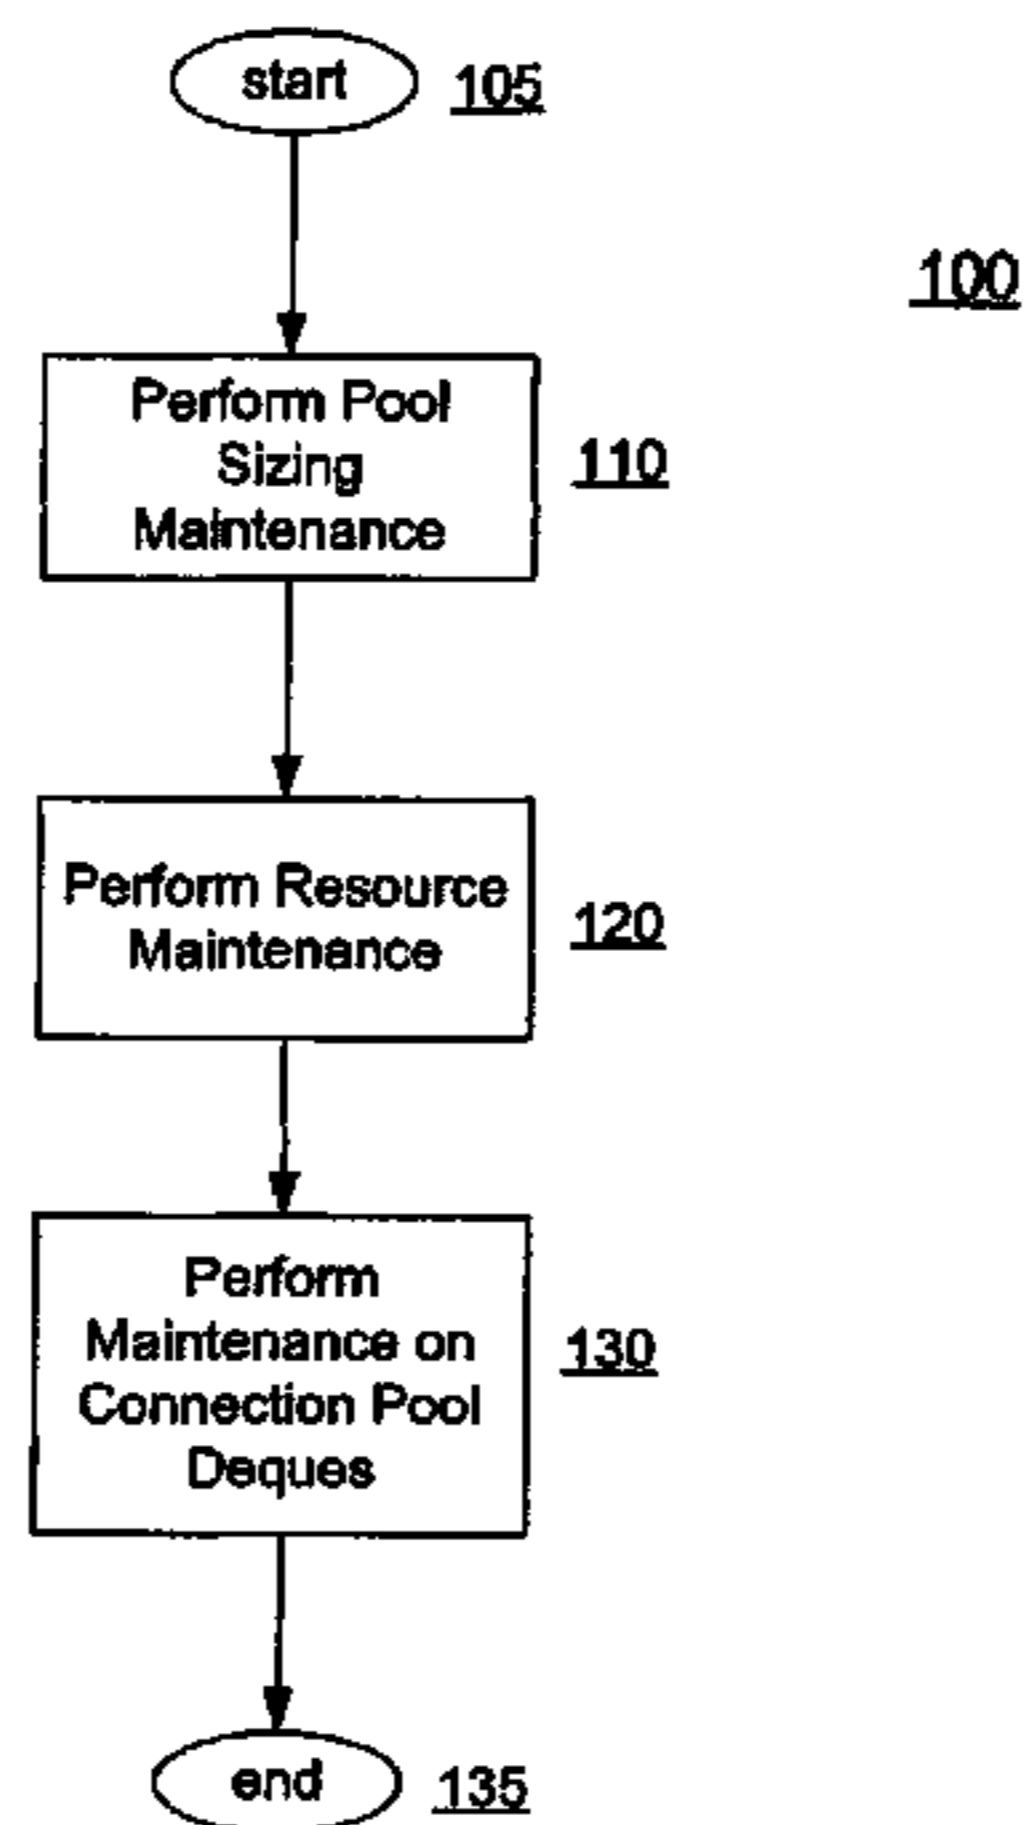 start
105
100
Perform Pool
Sizing
Maintenance
110
Perform Resource
Maintenance
120
Perform
Maintenance on
Connection Pool
Deques
130
end
135